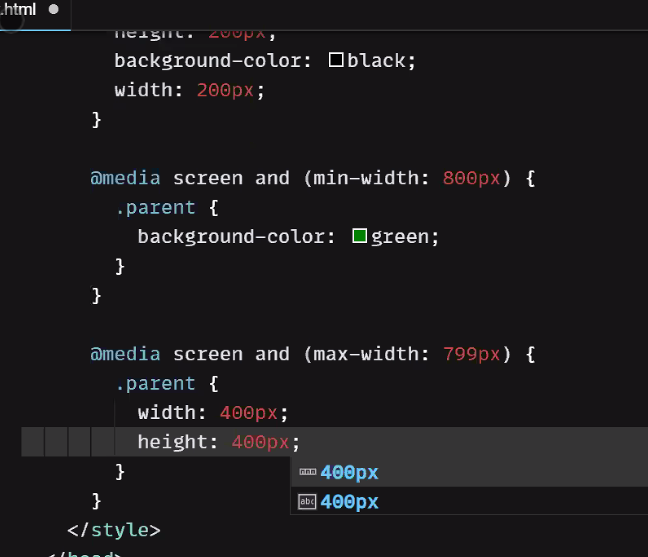 .html
height: 200px;
background-color: black;
width: 200px;
}
@media screen and (min-width: 800px) {
.parent {
background-color: green;
}
}
@media screen and (max-width: 799px) {
.parent {
width: 400px;
height: 400px;
400px
}
abc 400px
}
</style>
</head>